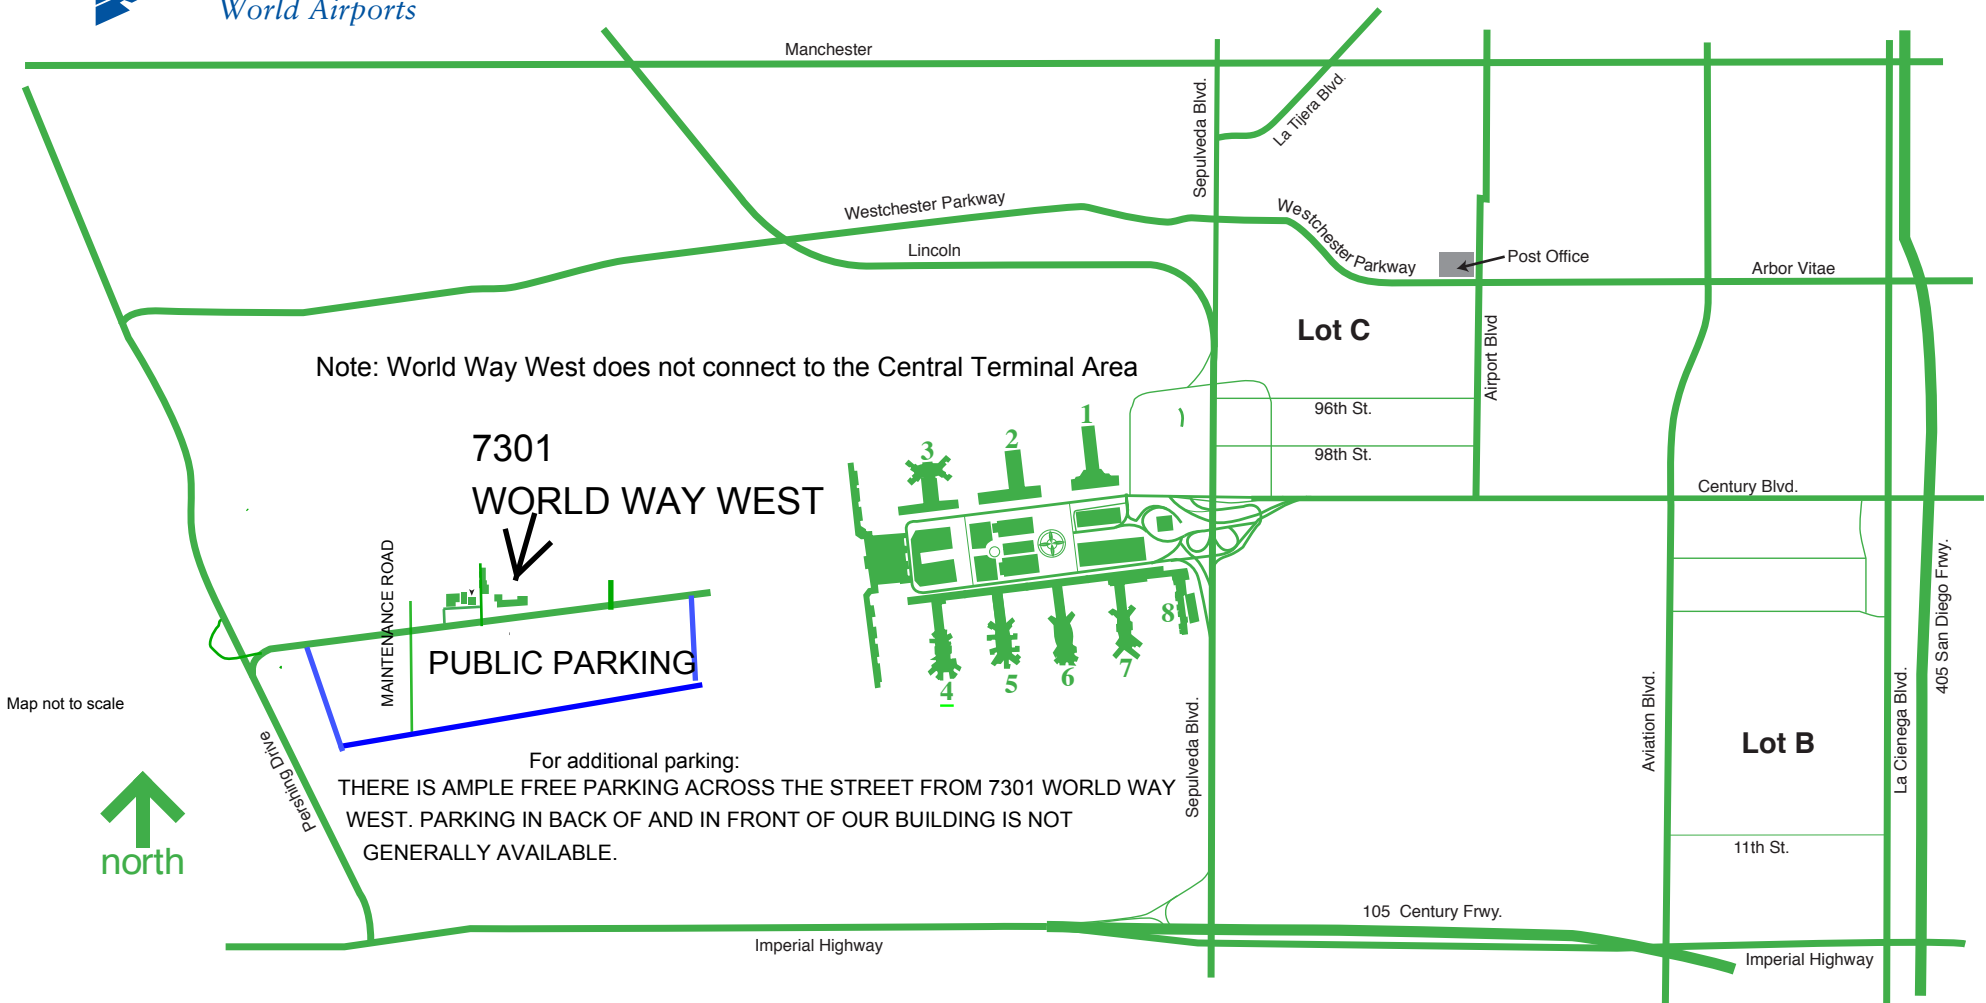 World Airports
Manchester
Sepulveda Blvd.
La Tijera Blvd.
Westchester Parkway
Westchester Parkway
Lincoln
Post Office
Arbor Vitae
Lot C
Airport Blvd
Note: World Way West does not connect to the Central Terminal Area
96th St.
98th St.
7301
WORLD WAY WEST
1
2
3
Century Blvd.
MAINTENANCE ROAD
PUBLIC PARKING
8
7
6
5
4
405 San Diego Frwy.
Map not to scale
Pershing Drive
Sepulveda Blvd.
Aviation Blvd.
La Cienega Blvd.
Lot B
For additional parking:
THERE IS AMPLE FREE PARKING ACROSS THE STREET FROM 7301 WORLD WAY
WEST. PARKING IN BACK OF AND IN FRONT OF OUR BUILDING IS NOT
GENERALLY AVAILABLE.
north
11th St.
105 Century Frwy.
Imperial Highway
Imperial Highway